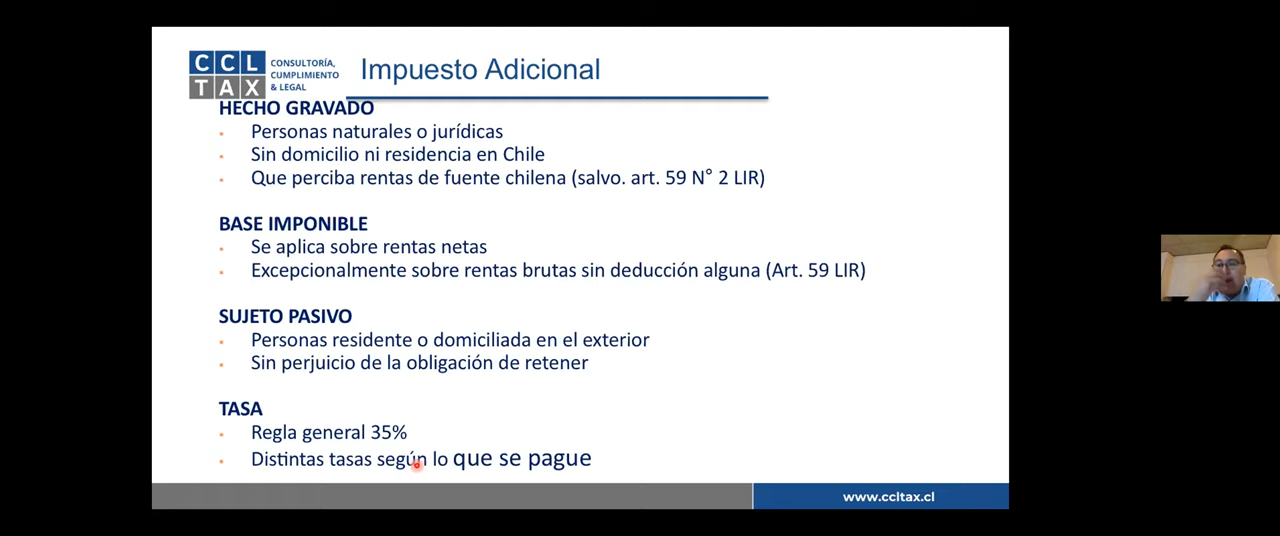 CCL TAX
CONSULTORÍA,
CUMPLIMIENTO
& LEGAL
Impuesto Adicional
HECHO GRAVADO
Personas naturales o jurídicas
Sin domicilio ni residencia en Chile
Que perciba rentas de fuente chilena (salvo. art. 59 N° 2 LIR)
BASE IMPONIBLE
Se aplica sobre rentas netas
Excepcionalmente sobre rentas brutas sin deducción alguna (Art. 59 LIR)
SUJETO PASIVO
Personas residente o domiciliada en el exterior
Sin perjuicio de la obligación de retener
TASA
Regla general 35%
Distintas tasas según lo que se pague
www.ccltax.cl